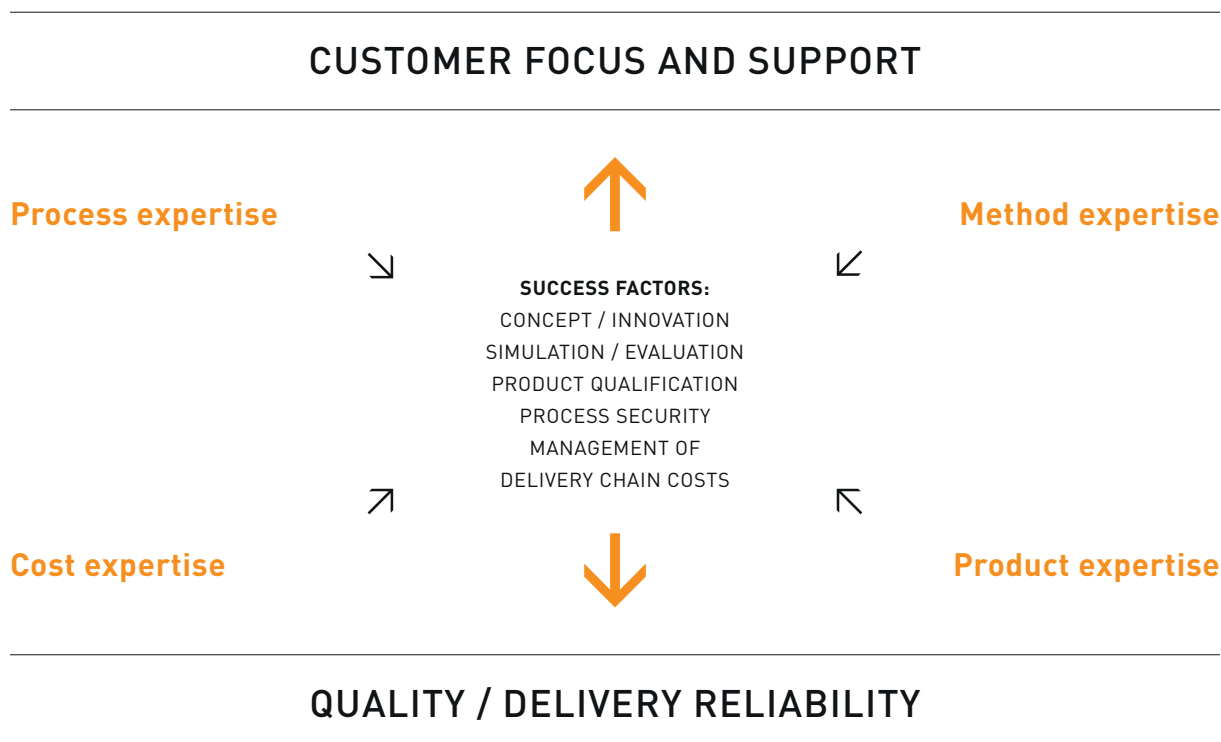 CUSTOMER FOCUS AND SUPPORT
Process expertise
Method expertise
SUCCESS FACTORS:
CONCEPT / INNOVATION
SIMULATION / EVALUATION
PRODUCT QUALIFICATION
PROCESS SECURITY
MANAGEMENT OF
DELIVERY CHAIN COSTS
Cost expertise
Product expertise
QUALITY / DELIVERY RELIABILITY